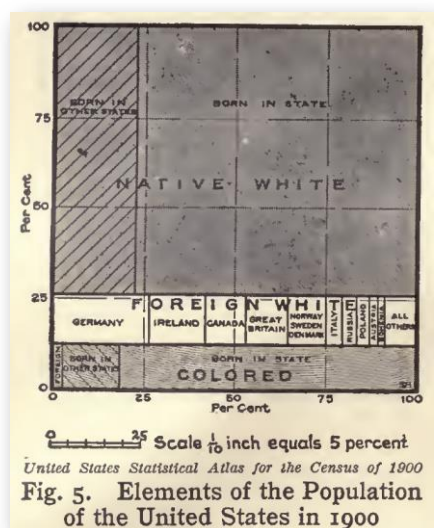 100
75
50
25
0
Per Cent
BORN IN
OTHER STATES
BORN IN STATE
NATIVE WHITE
FOREIGN WHITE
GERMANY
IRELAND
CANADA
GREAT
BRITAIN
NORWAY
SWEDEN
DENMARK
ITALY
RUSSIA
POLAND
AUSTRIA
BOHEMIA
ALL
OTHERS
FOREIGN
BORN IN
OTHER STATES
BORN IN STATE
COLORED
0 25 50 75 100
Per Cent
0 25 Scale 1/10 inch equals 5 percent
United States Statistical Atlas for the Census of 1900
Fig. 5. Elements of the Population
of the United States in 1900